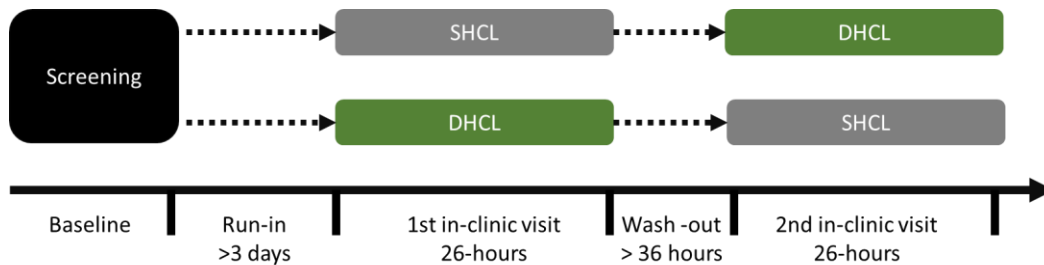 SHCL
DHCL
Screening
DHCL
SHCL
Baseline
Run-in
>3 days
1st in-clinic visit
26-hours
Wash -out
> 36 hours
2nd in-clinic visit
26-hours